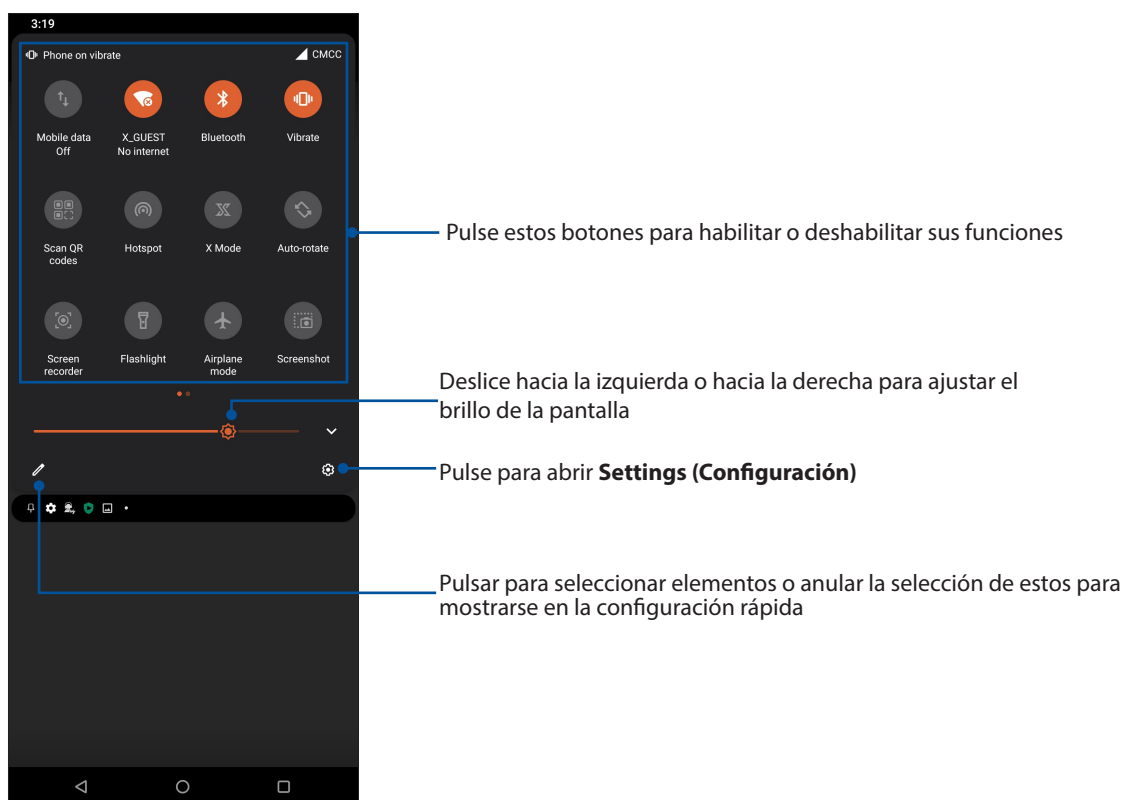 3:19
Phone on vibrate CMCC
Mobile data
Off
X_GUEST
No internet
Bluetooth
Vibrate
Scan QR
codes
Hotspot
X Mode
Auto-rotate
Screen
recorder
Flashlight
Airplane
mode
Screenshot
Pulse estos botones para habilitar o deshabilitar sus funciones
Deslice hacia la izquierda o hacia la derecha para ajustar el
brillo de la pantalla
Pulse para abrir Settings (Configuración)
Pulsar para seleccionar elementos o anular la selección de estos para
mostrarse en la configuración rápida